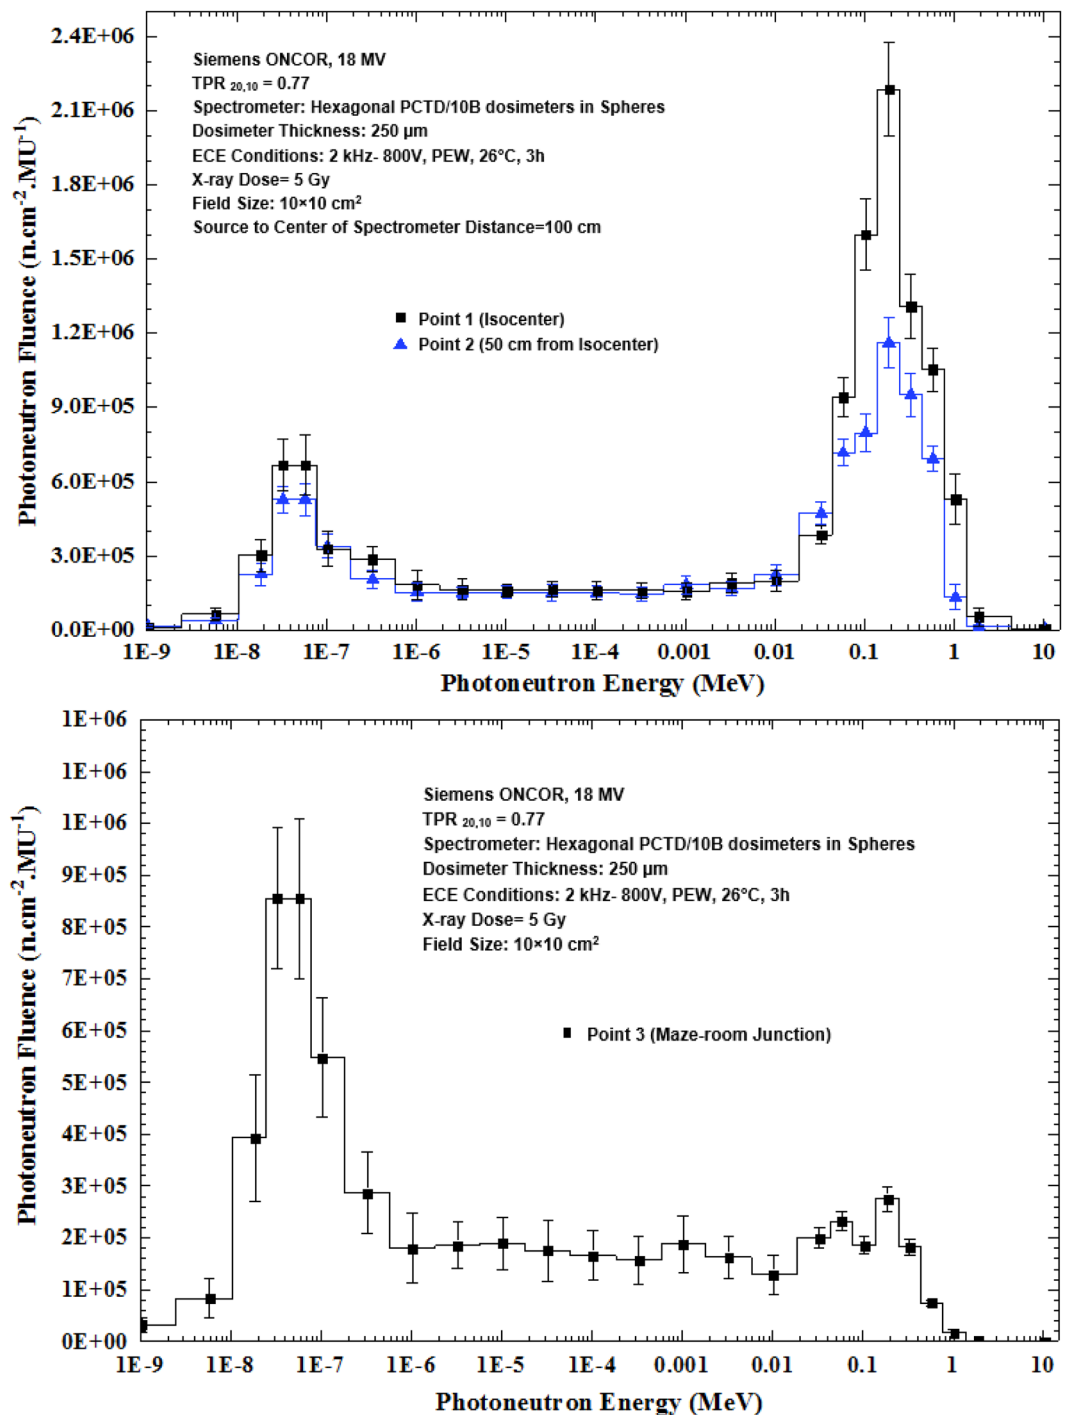 2.4E+06
2.1E+06
1.8E+06
1.5E+06
1.2E+06
9.0E+05
6.0E+05
3.0E+05
0.0E+00
Photoneutron Fluence (n.cm-2.MU-1)
Siemens ONCOR, 18 MV
TPR 20,10 = 0.77
Spectrometer: Hexagonal PCTD/10B dosimeters in Spheres
Dosimeter Thickness: 250 µm
ECE Conditions: 2 kHz- 800V, PEW, 26°C, 3h
X-ray Dose= 5 Gy
Field Size: 10×10 cm2
Source to Center of Spectrometer Distance=100 cm
Point 1 (Isocenter)
Point 2 (50 cm from Isocenter)
1E-9 1E-8 1E-7 1E-6 1E-5 1E-4 0.001 0.01 0.1 1 10
Photoneutron Energy (MeV)
1E+06
1E+06
1E+06
9E+05
8E+05
7E+05
6E+05
5E+05
4E+05
3E+05
2E+05
1E+05
0E+00
Photoneutron Fluence (n.cm-2.MU-1)
Siemens ONCOR, 18 MV
TPR 20,10 = 0.77
Spectrometer: Hexagonal PCTD/10B dosimeters in Spheres
Dosimeter Thickness: 250 µm
ECE Conditions: 2 kHz- 800V, PEW, 26°C, 3h
X-ray Dose= 5 Gy
Field Size: 10×10 cm2
Point 3 (Maze-room Junction)
1E-9 1E-8 1E-7 1E-6 1E-5 1E-4 0.001 0.01 0.1 1 10
Photoneutron Energy (MeV)